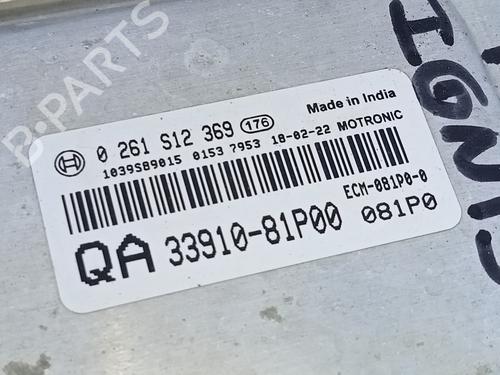 B-PARTS
IGNIS
Made in India
0 261 S12 369 176
1039S89015 0153 7953 18-02-22 MOTRONIC
ECM-081P0-0
QA 33910-81P00 081P0